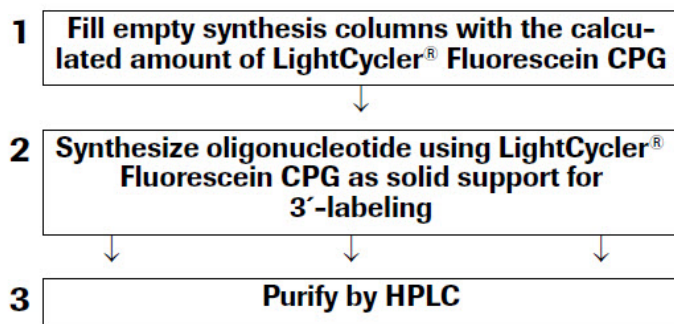 1 Fill empty synthesis columns with the calcu-
lated amount of LightCycler® Fluorescein CPG
↓
2 Synthesize oligonucleotide using LightCycler®
Fluorescein CPG as solid support for
3´-labeling
↓ ↓ ↓
3 Purify by HPLC